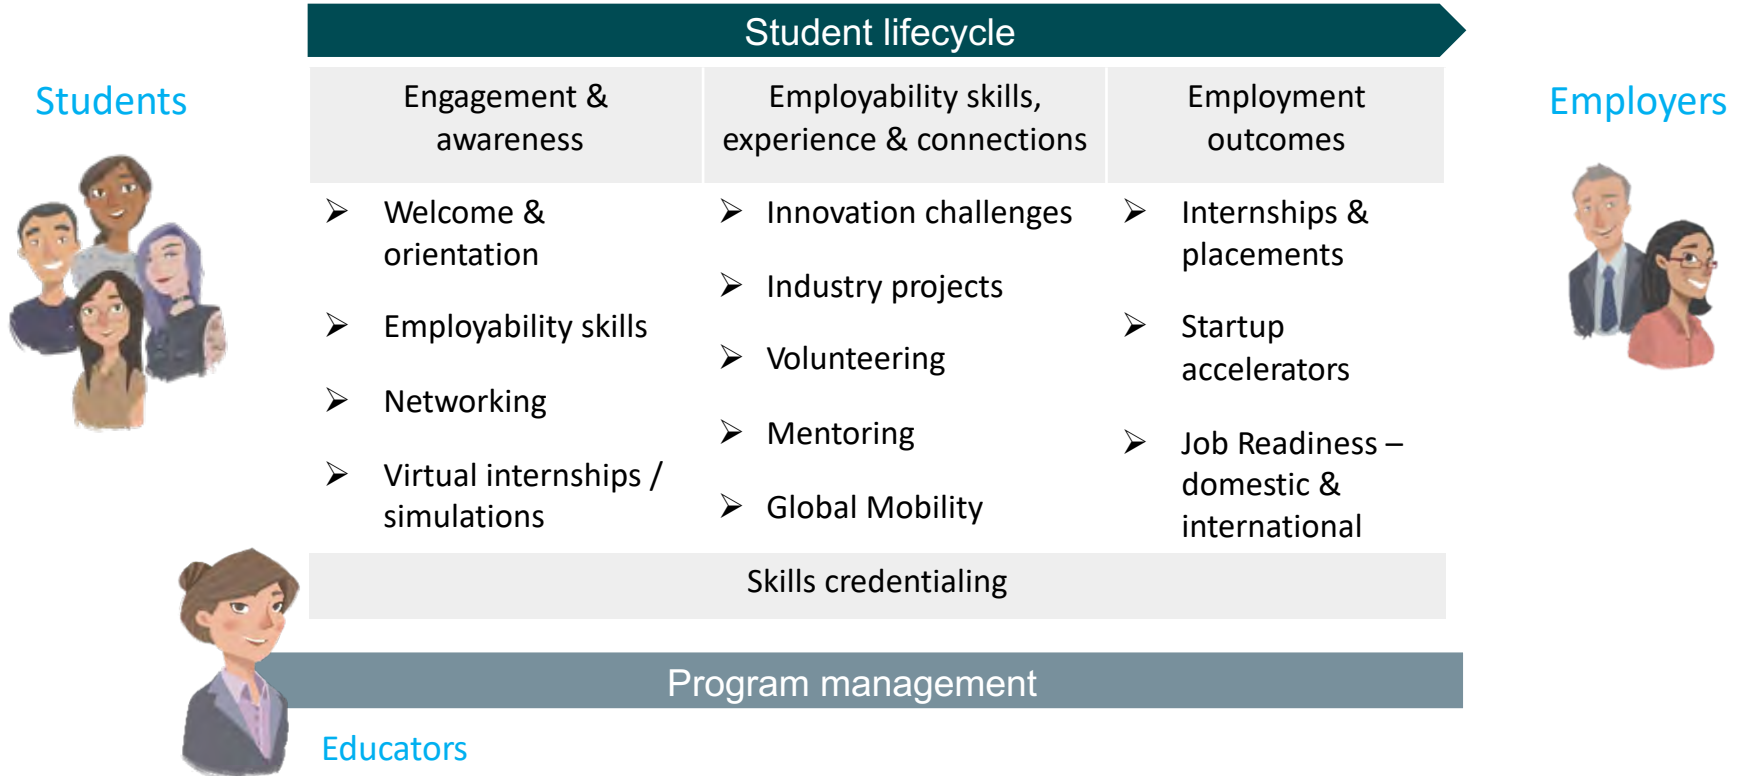 Student lifecycle
Students
Engagement &
awareness
Employability skills,
experience & connections
Employment
outcomes
Employers
➢ Welcome &
orientation
➢ Employability skills
➢ Networking
➢ Virtual internships /
simulations
➢ Innovation challenges
➢ Industry projects
➢ Volunteering
➢ Mentoring
➢ Global Mobility
➢ Internships &
placements
➢ Startup
accelerators
➢ Job Readiness –
domestic &
international
Skills credentialing
Program management
Educators